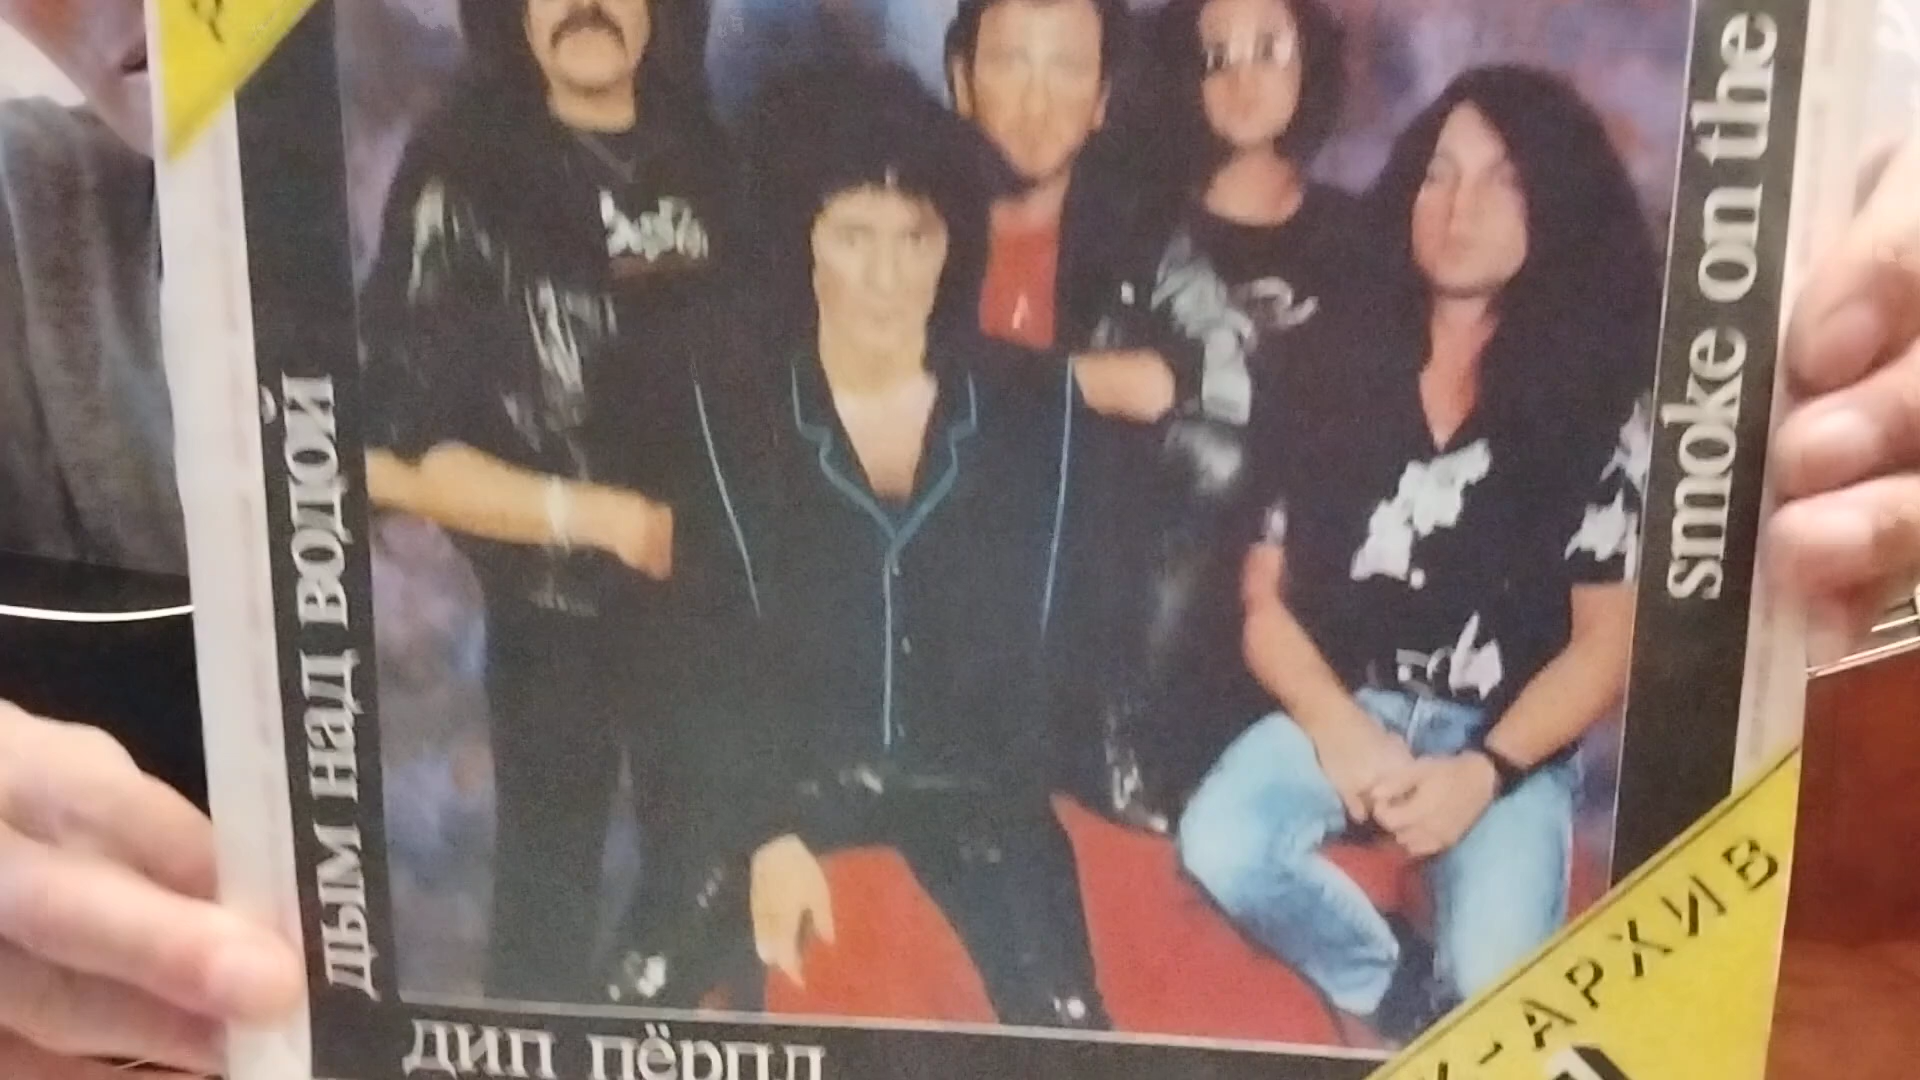 дым над водой
smoke on the
дип пёрпл
-АРХИВ